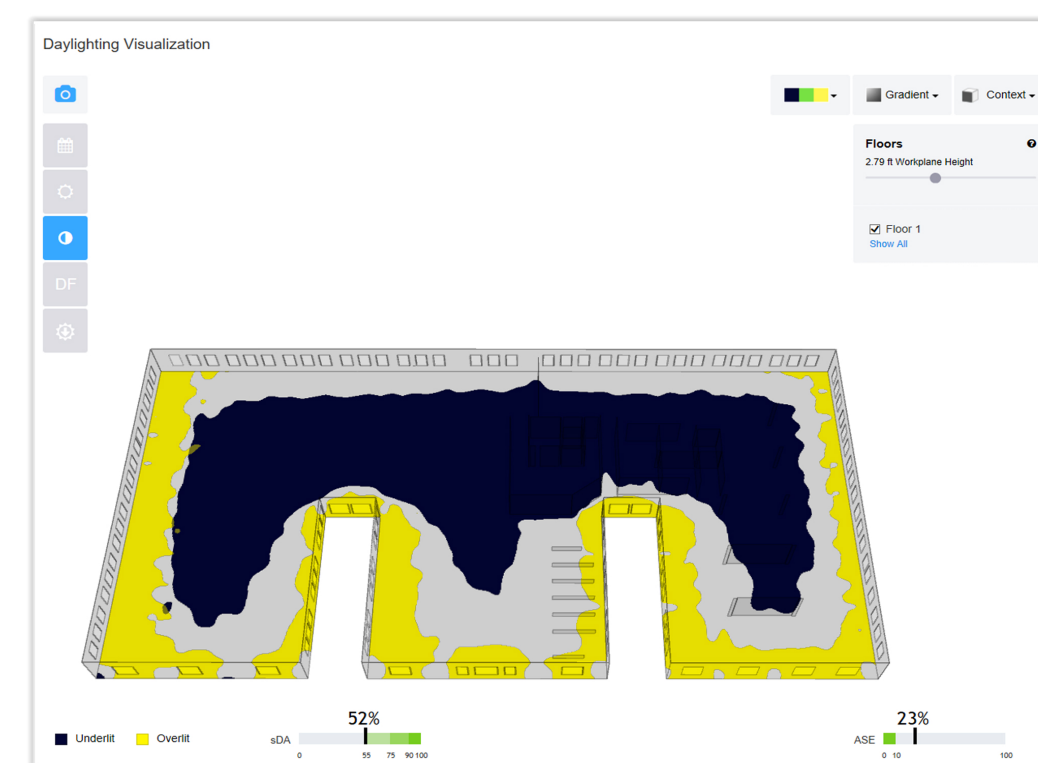 Daylighting Visualization
Gradient
Context
Floors
2.79 ft Workplane Height
Floor 1
Show All
DF
Underlit
Overlit
52%
sDA
0 55 75 90 100
23%
ASE
0 10 100